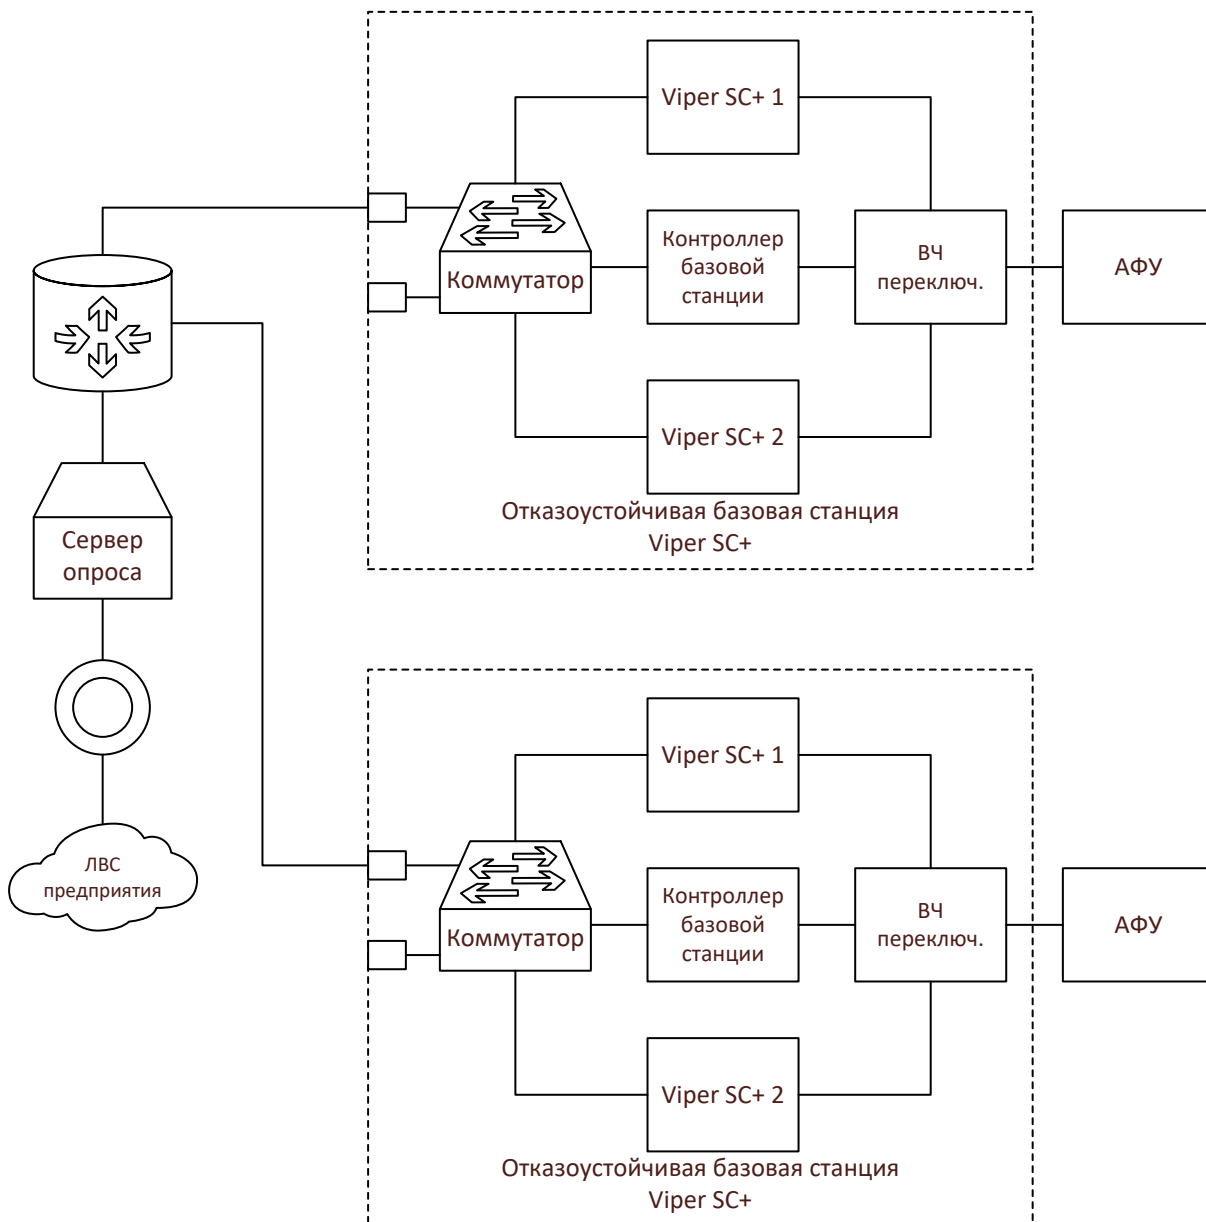 Viper SC+ 1
Коммутатор
Контроллер
базовой
станции
ВЧ
переключ.
АФУ
Viper SC+ 2
Отказоустойчивая базовая станция
Viper SC+
Сервер
опроса
ЛВС
предприятия
Viper SC+ 1
Коммутатор
Контроллер
базовой
станции
ВЧ
переключ.
АФУ
Viper SC+ 2
Отказоустойчивая базовая станция
Viper SC+